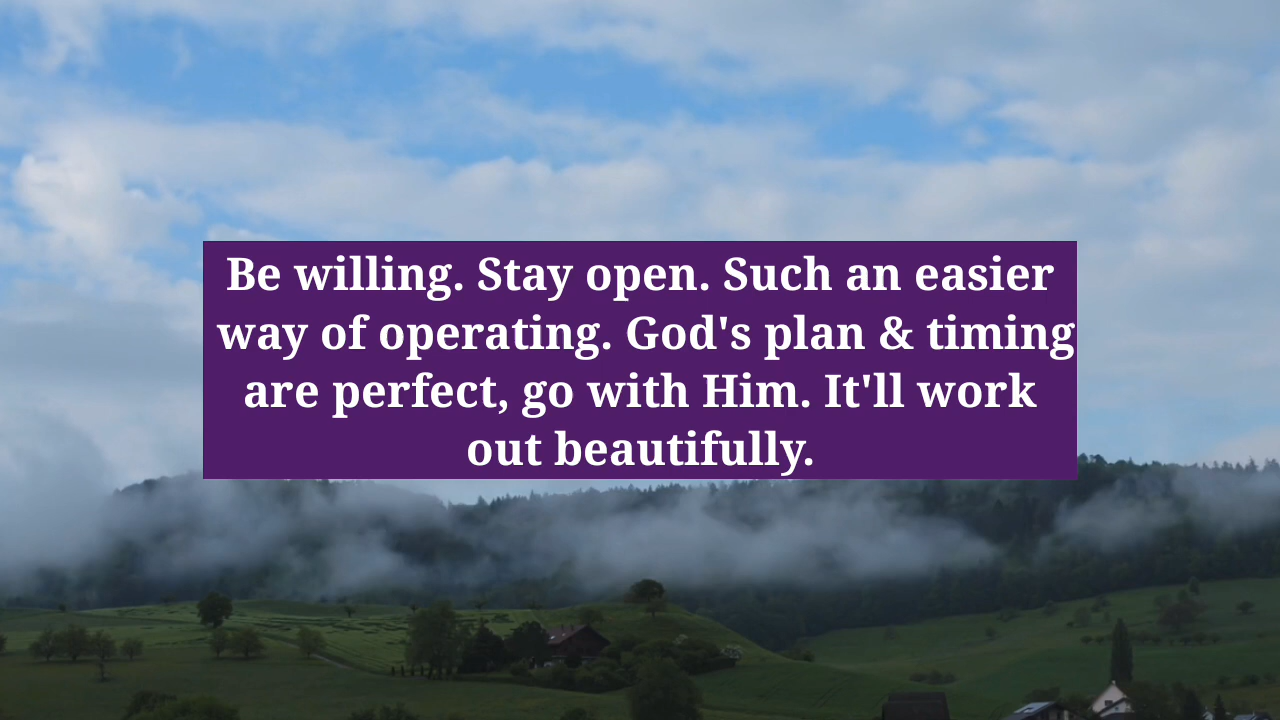 Be willing. Stay open. Such an easier
way of operating. God's plan & timing
are perfect, go with Him. It'll work
out beautifully.